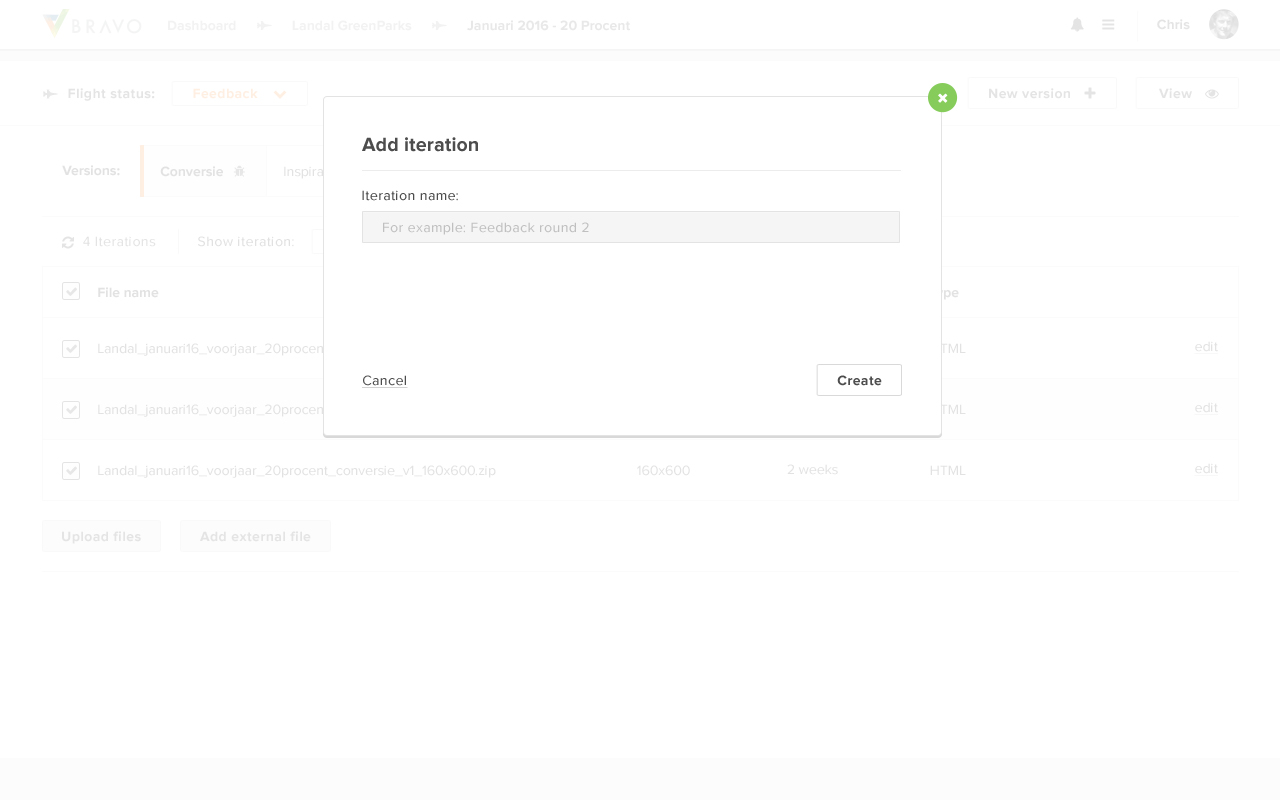 BRAVO Dashboard Landal GreenParks Januari 2016 - 20 Procent Chris
Flight status: Feedback New version View
Add iteration
Versions: Conversie Inspira
Iteration name:
For example: Feedback round 2
4 Iterations Show iteration:
File name pe
Landal_januari16_voorjaar_20procen TML edit
Cancel Create
Landal_januari16_voorjaar_20procen TML edit
Landal_januari16_voorjaar_20procent_conversie_v1_160x600.zip 160x600 2 weeks HTML edit
Upload files Add external file